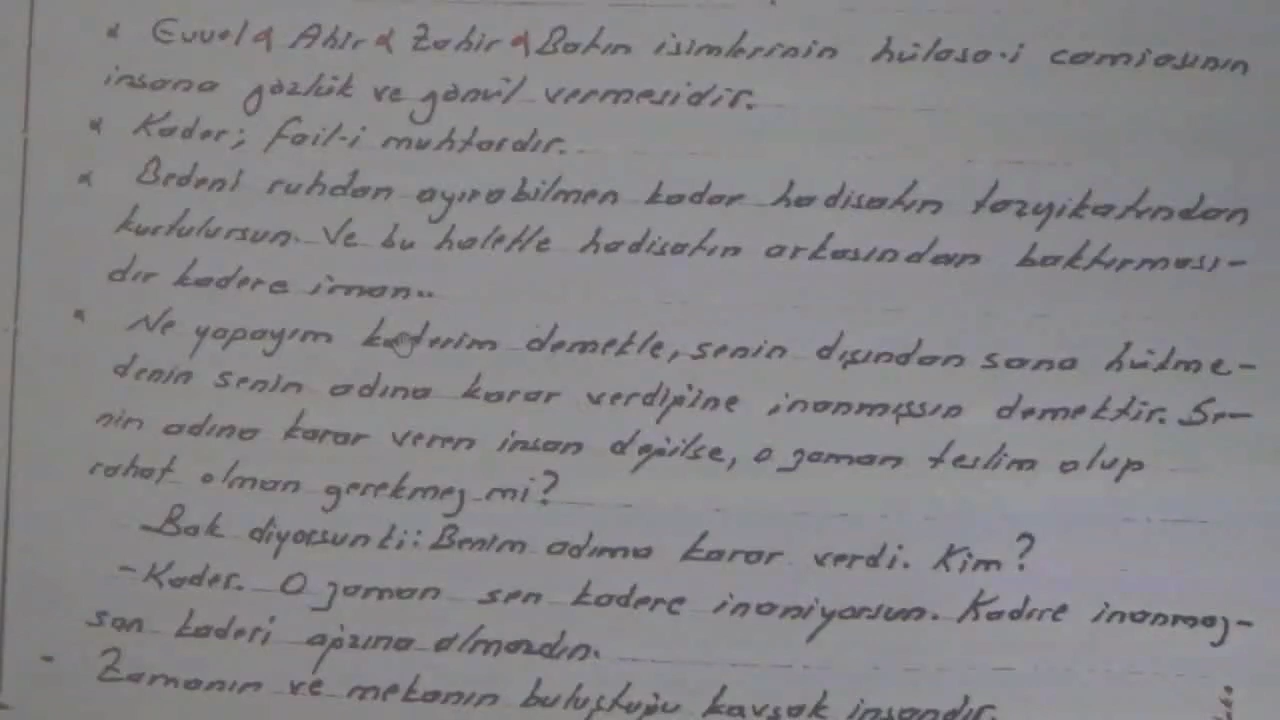 * Evvel * Ahir * Zahir * Batın isimlerinin hülasa-i camiasının
insana gözlük ve gönül vermesidir.
* Kader; fail-i muhtardır.
* Bedeni ruhdan ayırabilmen kadar hadisatın tazyikatından
kurtulursun. Ve bu haletle hadisatın arkasından baktırması-
dır kadere iman..
* Ne yapayım kaderim demekle, senin dışından sana hükme-
denin senin adına karar verdiğine inanmışsın demektir. Se-
nin adına karar veren insan değilse, o zaman teslim olup
rahat olman gerekmez mi?
Bak diyorsun ki: Benim adıma karar verdi. Kim?
- Kader. O zaman sen kadere inanıyorsun. Kadere inanmaz-
san kaderi ağzına almazdın.
- Zamanın ve mekanın buluştuğu kavşak insandır.